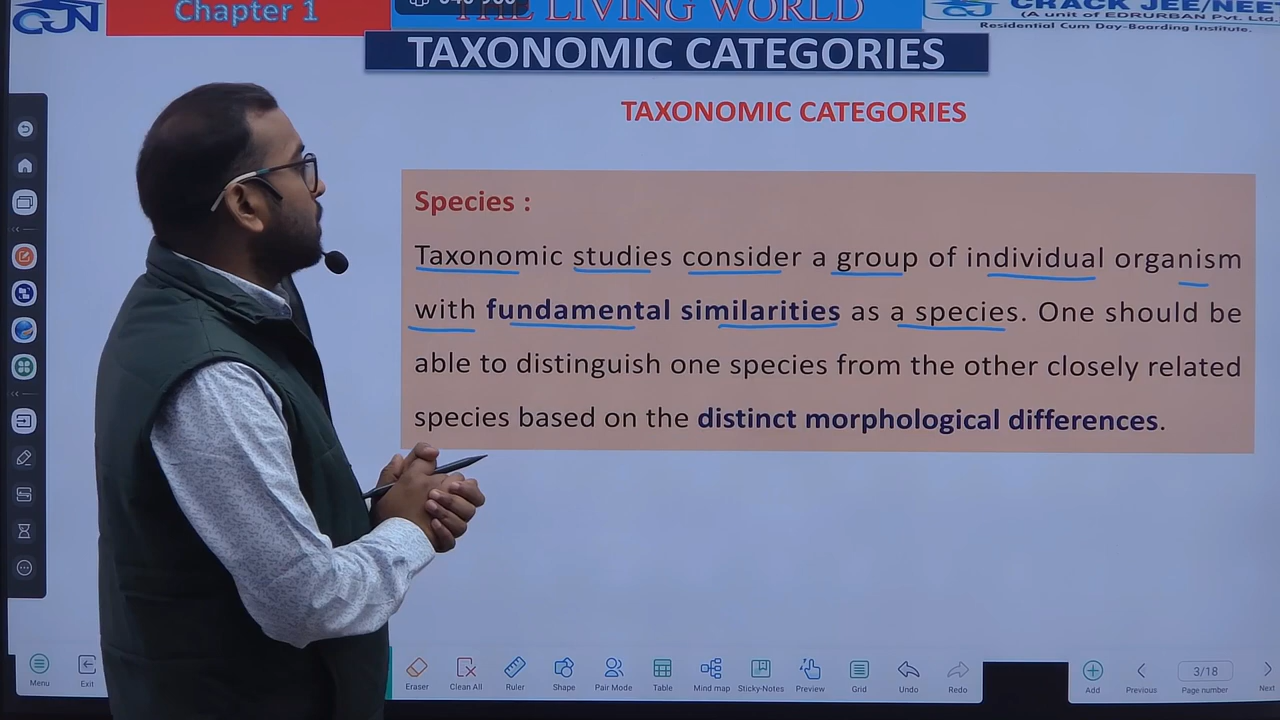 Chapter 1
THE LIVING WORLD
CRACK JEE/NEET
(A unit of EDRURBAN Pvt. Ltd.
Residential Cum Day-Boarding Institute.
TAXONOMIC CATEGORIES
TAXONOMIC CATEGORIES
Species :
Taxonomic studies consider a group of individual organism
with fundamental similarities as a species. One should be
able to distinguish one species from the other closely related
species based on the distinct morphological differences.
Menu
Exit
Eraser
Clean All
Ruler
Shape
Pair Mode
Table
Mind map
Sticky-Notes
Preview
Grid
Undo
Redo
Add
Previous
3/18
Page number
Next